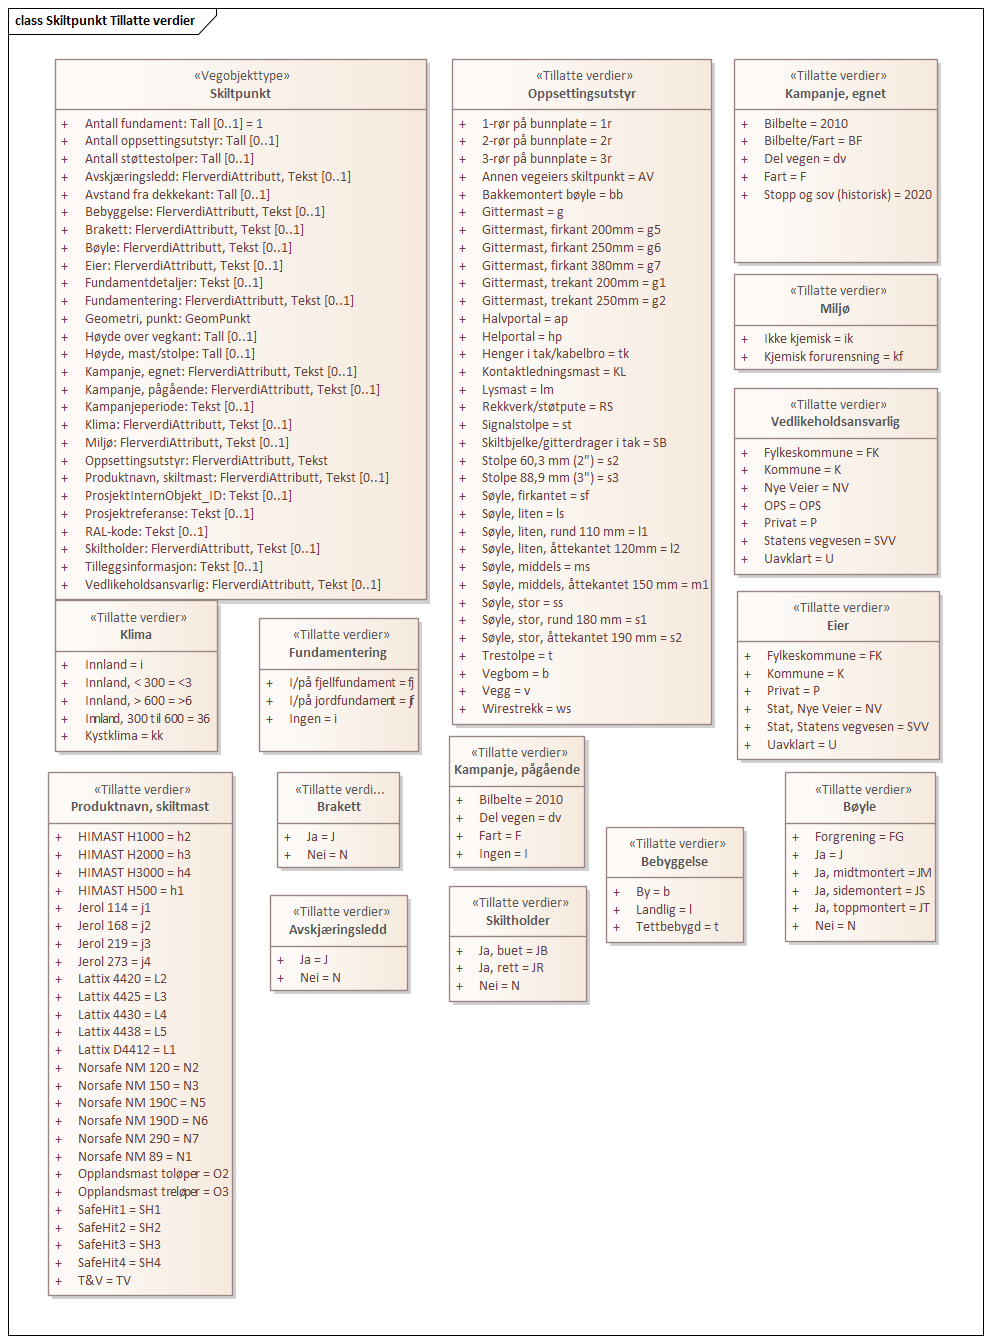 class Skiltpunkt Tillatte verdier
«Vegobjekttype»
Skiltpunkt
+ Antall fundament: Tall [0..1] = 1
+ Antall oppsettingsutstyr: Tall [0..1]
+ Antall støttestolper: Tall [0..1]
+ Avskjæringsledd: FlerverdiAttributt, Tekst [0..1]
+ Avstand fra dekkekant: Tall [0..1]
+ Bebyggelse: FlerverdiAttributt, Tekst [0..1]
+ Brakett: FlerverdiAttributt, Tekst [0..1]
+ Bøyle: FlerverdiAttributt, Tekst [0..1]
+ Eier: FlerverdiAttributt, Tekst [0..1]
+ Fundamentdetaljer: Tekst [0..1]
+ Fundamentering: FlerverdiAttributt, Tekst [0..1]
+ Geometri, punkt: GeomPunkt
+ Høyde over vegkant: Tall [0..1]
+ Høyde, mast/stolpe: Tall [0..1]
+ Kampanje, egnet: FlerverdiAttributt, Tekst [0..1]
+ Kampanje, pågående: FlerverdiAttributt, Tekst [0..1]
+ Kampanjeperiode: Tekst [0..1]
+ Klima: FlerverdiAttributt, Tekst [0..1]
+ Miljø: FlerverdiAttributt, Tekst [0..1]
+ Oppsettingsutstyr: FlerverdiAttributt, Tekst
+ Produktnavn, skiltmast: FlerverdiAttributt, Tekst [0..1]
+ ProsjektInternObjekt_ID: Tekst [0..1]
+ Prosjektreferanse: Tekst [0..1]
+ RAL-kode: Tekst [0..1]
+ Skiltholder: FlerverdiAttributt, Tekst [0..1]
+ Tilleggsinformasjon: Tekst [0..1]
+ Vedlikeholdsansvarlig: FlerverdiAttributt, Tekst [0..1]
«Tillatte verdier»
Oppsettingsutstyr
+ 1-rør på bunnplate = 1r
+ 2-rør på bunnplate = 2r
+ 3-rør på bunnplate = 3r
+ Annen vegeiers skiltpunkt = AV
+ Bakkemontert bøyle = bb
+ Gittermast = g
+ Gittermast, firkant 200mm = g5
+ Gittermast, firkant 250mm = g6
+ Gittermast, firkant 380mm = g7
+ Gittermast, trekant 200mm = g1
+ Gittermast, trekant 250mm = g2
+ Halvportal = ap
+ Helportal = hp
+ Henger i tak/kabelbro = tk
+ Kontaktledningsmast = KL
+ Lysmast = lm
+ Rekkverk/støtpute = RS
+ Signalstolpe = st
+ Skiltbjelke/gitterdrager i tak = SB
+ Stolpe 60,3 mm (2") = s2
+ Stolpe 88,9 mm (3") = s3
+ Søyle, firkantet = sf
+ Søyle, liten = ls
+ Søyle, liten, rund 110 mm = l1
+ Søyle, liten, åttekantet 120mm = l2
+ Søyle, middels = ms
+ Søyle, middels, åttekantet 150 mm = m1
+ Søyle, stor = ss
+ Søyle, stor, rund 180 mm = s1
+ Søyle, stor, åttekantet 190 mm = s2
+ Trestolpe = t
+ Vegbom = b
+ Vegg = v
+ Wirestrekk = ws
«Tillatte verdier»
Kampanje, egnet
+ Bilbelte = 2010
+ Bilbelte/Fart = BF
+ Del vegen = dv
+ Fart = F
+ Stopp og sov (historisk) = 2020
«Tillatte verdier»
Miljø
+ Ikke kjemisk = ik
+ Kjemisk forurensning = kf
«Tillatte verdier»
Vedlikeholdsansvarlig
+ Fylkeskommune = FK
+ Kommune = K
+ Nye Veier = NV
+ OPS = OPS
+ Privat = P
+ Statens vegvesen = SVV
+ Uavklart = U
«Tillatte verdier»
Eier
+ Fylkeskommune = FK
+ Kommune = K
+ Privat = P
+ Stat, Nye Veier = NV
+ Stat, Statens vegvesen = SVV
+ Uavklart = U
«Tillatte verdier»
Klima
+ Innland = i
+ Innland, < 300 = <3
+ Innland, > 600 = >6
+ Innland, 300 til 600 = 36
+ Kystklima = kk
«Tillatte verdier»
Fundamentering
+ I/på fjellfundament = fj
+ I/på jordfundament = jf
+ Ingen = i
«Tillatte verdier»
Produktnavn, skiltmast
+ HIMAST H1000 = h2
+ HIMAST H2000 = h3
+ HIMAST H3000 = h4
+ HIMAST H500 = h1
+ Jerol 114 = j1
+ Jerol 168 = j2
+ Jerol 219 = j3
+ Jerol 273 = j4
+ Lattix 4420 = L2
+ Lattix 4425 = L3
+ Lattix 4430 = L4
+ Lattix 4438 = L5
+ Lattix D4412 = L1
+ Norsafe NM 120 = N2
+ Norsafe NM 150 = N3
+ Norsafe NM 190C = N5
+ Norsafe NM 190D = N6
+ Norsafe NM 290 = N7
+ Norsafe NM 89 = N1
+ Opplandsmast toløper = O2
+ Opplandsmast treløper = O3
+ SafeHit1 = SH1
+ SafeHit2 = SH2
+ SafeHit3 = SH3
+ SafeHit4 = SH4
+ T&V = TV
«Tillatte verdi...
Brakett
+ Ja = J
+ Nei = N
«Tillatte verdier»
Avskjæringsledd
+ Ja = J
+ Nei = N
«Tillatte verdier»
Kampanje, pågående
+ Bilbelte = 2010
+ Del vegen = dv
+ Fart = F
+ Ingen = I
«Tillatte verdier»
Skiltholder
+ Ja, buet = JB
+ Ja, rett = JR
+ Nei = N
«Tillatte verdier»
Bebyggelse
+ By = b
+ Landlig = l
+ Tettbebygd = t
«Tillatte verdier»
Bøyle
+ Forgrening = FG
+ Ja = J
+ Ja, midtmontert = JM
+ Ja, sidemontert = JS
+ Ja, toppmontert = JT
+ Nei = N